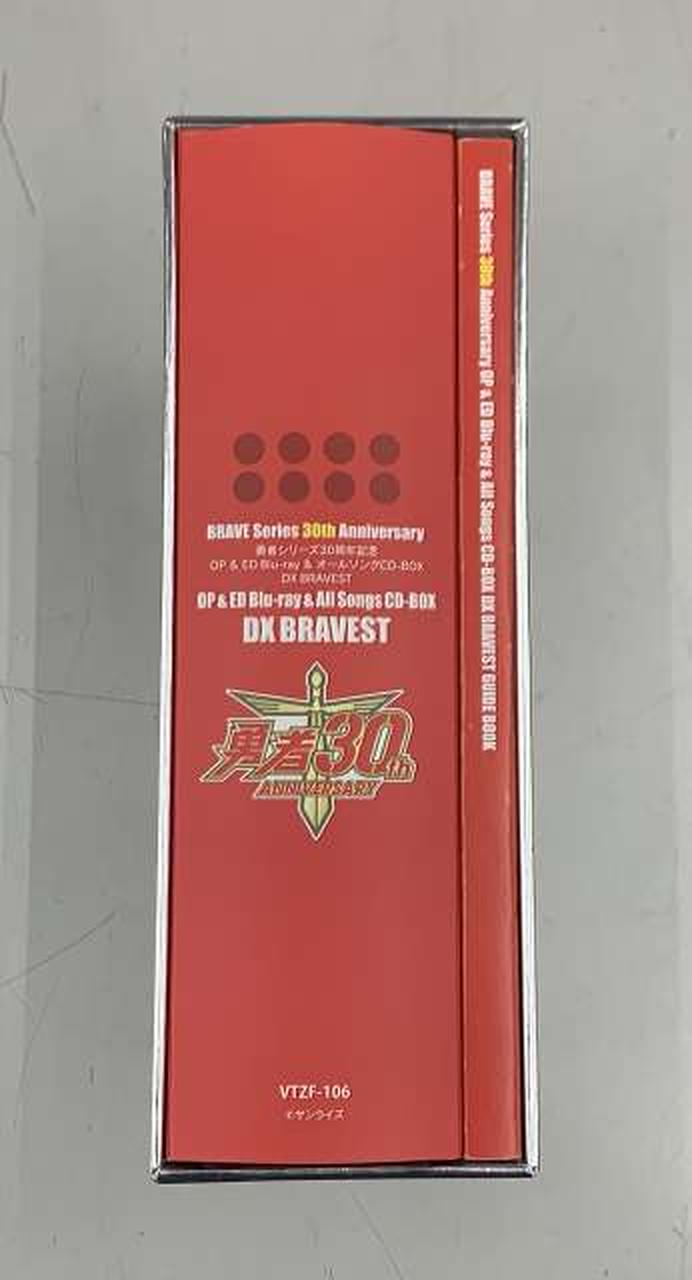 BRAVE Series 30th Anniversary
勇者シリーズ30周年記念
OP & ED Blu-ray & オールソングCD-BOX
DX BRAVEST
OP & ED Blu-ray & All Songs CD-BOX
DX BRAVEST
勇者30th
ANNIVERSARY
VTZF-106
©サンライズ
BRAVE Series 30th Anniversary OP & ED Blu-ray & All Songs CD-BOX DX BRAVEST GUIDE BOOK